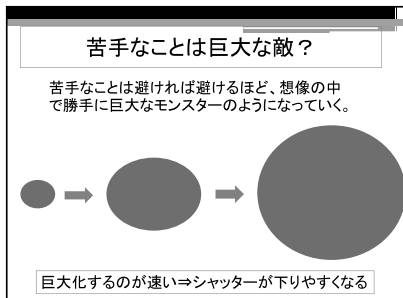 苦手なことは巨大な敵？
苦手なことは避ければ避けるほど、想像の中
で勝手に巨大なモンスターのようになっていく。
巨大化するのが速い⇒シャッターが下りやすくなる